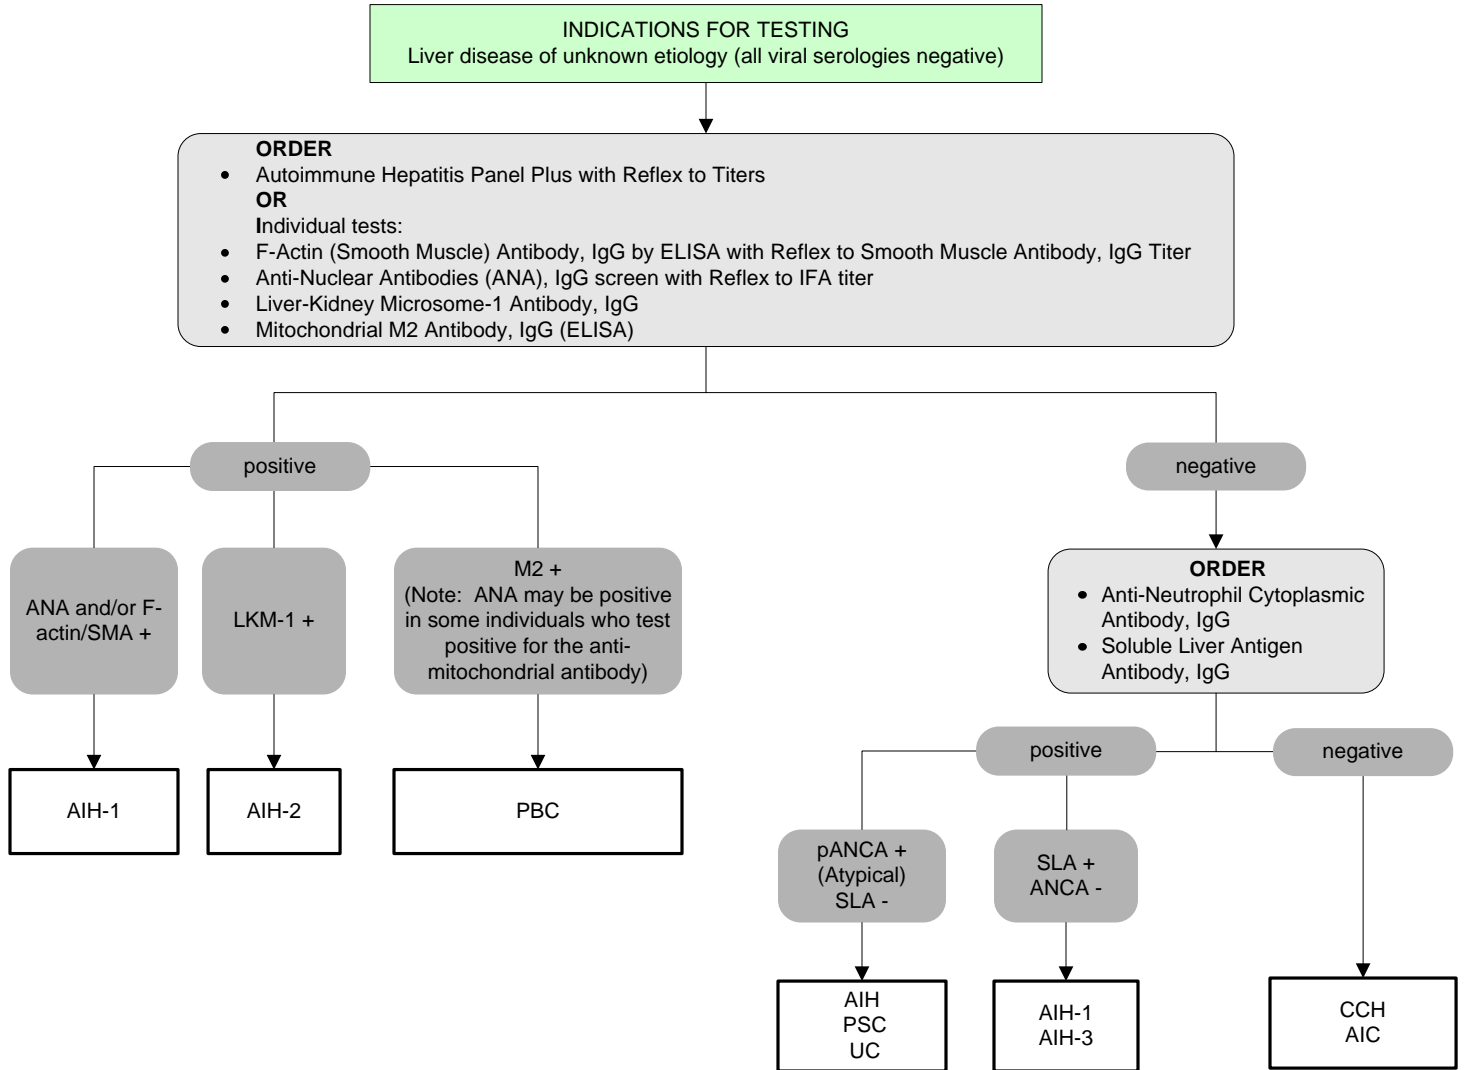 INDICATIONS FOR TESTING
Liver disease of unknown etiology (all viral serologies negative)
ORDER
• Autoimmune Hepatitis Panel Plus with Reflex to Titers
OR
Individual tests:
• F-Actin (Smooth Muscle) Antibody, IgG by ELISA with Reflex to Smooth Muscle Antibody, IgG Titer
• Anti-Nuclear Antibodies (ANA), IgG screen with Reflex to IFA titer
• Liver-Kidney Microsome-1 Antibody, IgG
• Mitochondrial M2 Antibody, IgG (ELISA)
positive
negative
ANA and/or F-
actin/SMA +
LKM-1 +
M2 +
(Note: ANA may be positive
in some individuals who test
positive for the anti-
mitochondrial antibody)
ORDER
• Anti-Neutrophil Cytoplasmic
Antibody, IgG
• Soluble Liver Antigen
Antibody, IgG
AIH-1
AIH-2
PBC
positive
negative
pANCA +
(Atypical)
SLA -
SLA +
ANCA -
AIH
PSC
UC
AIH-1
AIH-3
CCH
AIC